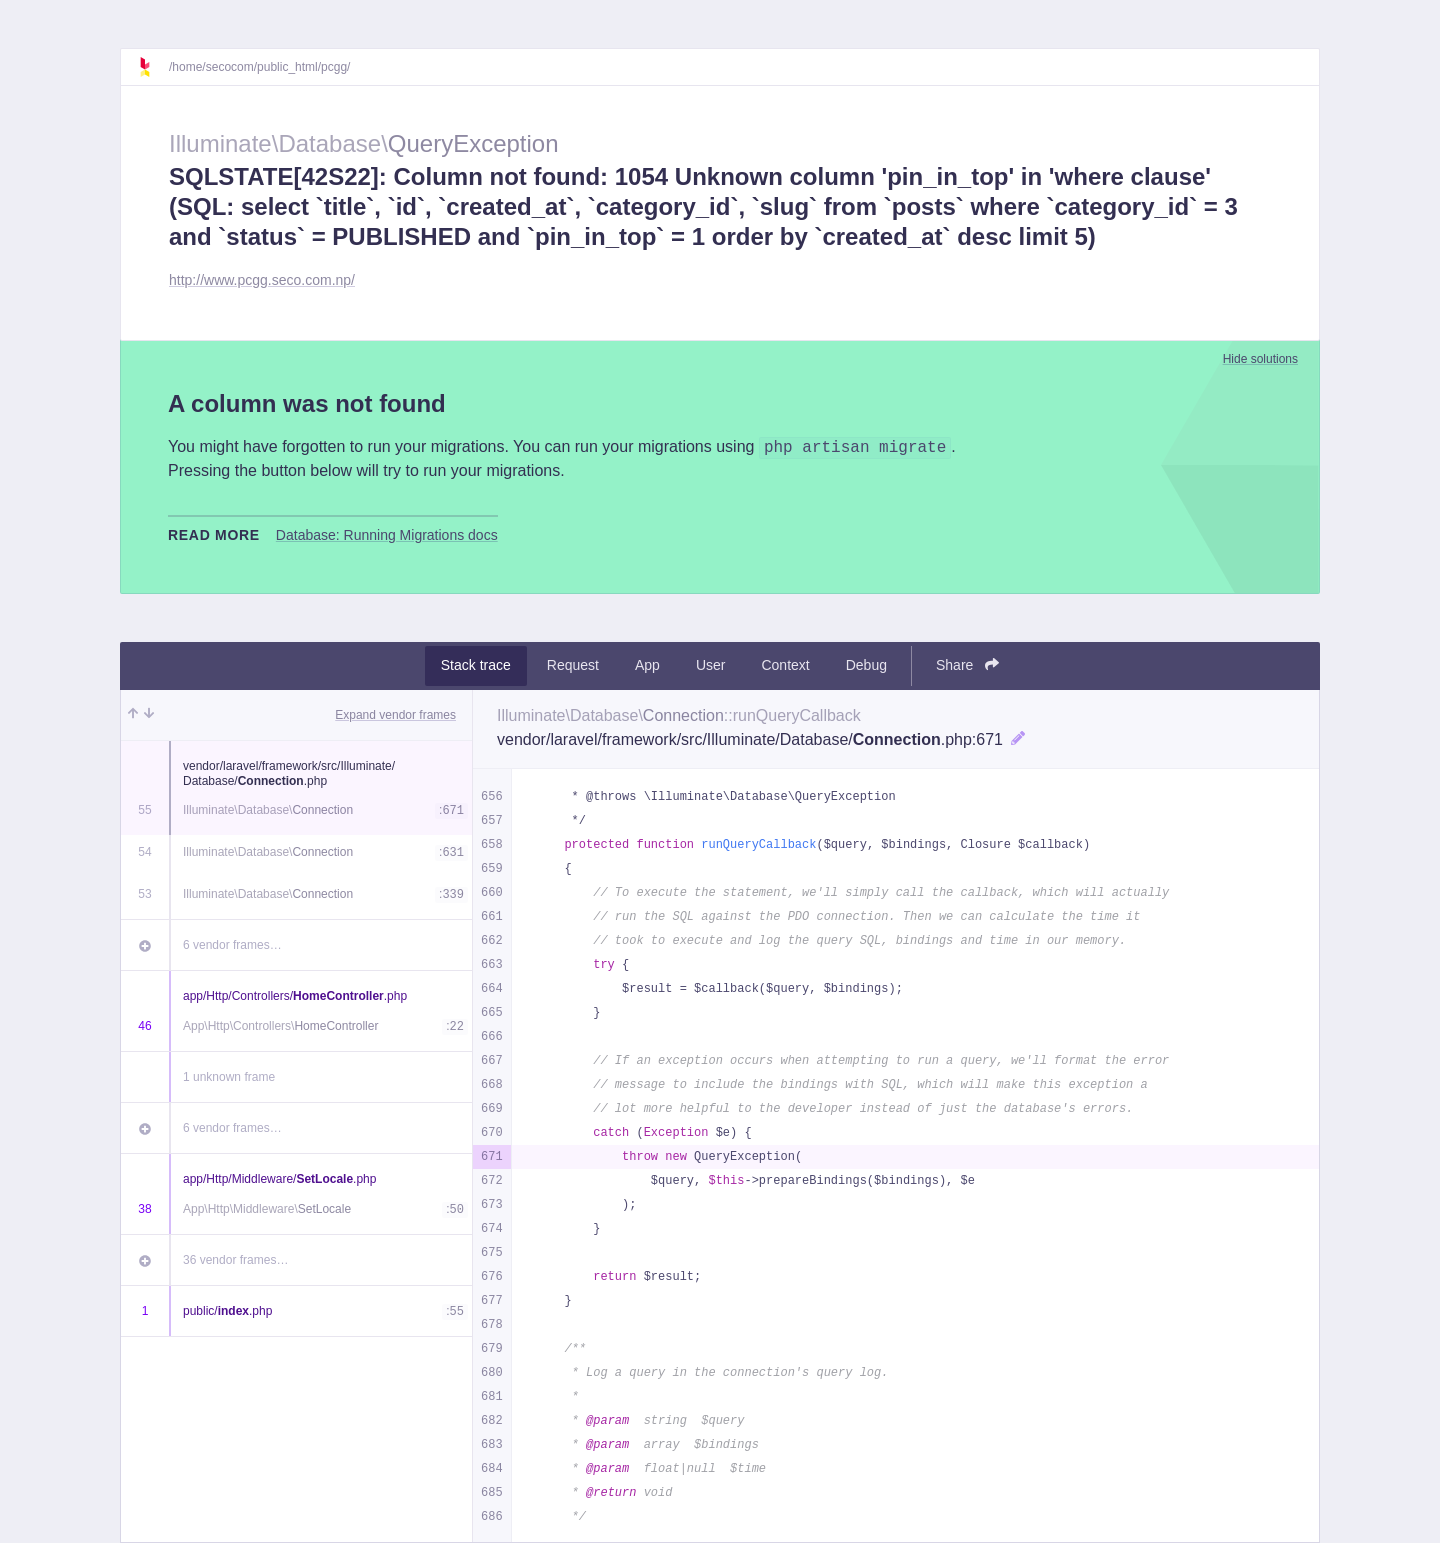 /home/secocom/public_html/pcgg/
Illuminate\Database\QueryException
SQLSTATE[42S22]: Column not found: 1054 Unknown column 'pin_in_top' in 'where clause'
(SQL: select `title`, `id`, `created_at`, `category_id`, `slug` from `posts` where `category_id` = 3
and `status` = PUBLISHED and `pin_in_top` = 1 order by `created_at` desc limit 5)
http://www.pcgg.seco.com.np/
Hide solutions
A column was not found
You might have forgotten to run your migrations. You can run your migrations using php artisan migrate.
Pressing the button below will try to run your migrations.
READ MORE Database: Running Migrations docs
Stack trace Request App User Context Debug Share
Expand vendor frames
vendor/laravel/framework/src/Illuminate/
Database/Connection.php
55 Illuminate\Database\Connection :671
54 Illuminate\Database\Connection :631
53 Illuminate\Database\Connection :339
6 vendor frames…
app/Http/Controllers/HomeController.php
46 App\Http\Controllers\HomeController :22
1 unknown frame
6 vendor frames…
app/Http/Middleware/SetLocale.php
38 App\Http\Middleware\SetLocale :50
36 vendor frames…
1 public/index.php :55
Illuminate\Database\Connection::runQueryCallback
vendor/laravel/framework/src/Illuminate/Database/Connection.php:671
656 * @throws \Illuminate\Database\QueryException
657 */
658 protected function runQueryCallback($query, $bindings, Closure $callback)
659 {
660 // To execute the statement, we'll simply call the callback, which will actually
661 // run the SQL against the PDO connection. Then we can calculate the time it
662 // took to execute and log the query SQL, bindings and time in our memory.
663 try {
664 $result = $callback($query, $bindings);
665 }
666
667 // If an exception occurs when attempting to run a query, we'll format the error
668 // message to include the bindings with SQL, which will make this exception a
669 // lot more helpful to the developer instead of just the database's errors.
670 catch (Exception $e) {
671 throw new QueryException(
672 $query, $this->prepareBindings($bindings), $e
673 );
674 }
675
676 return $result;
677 }
678
679 /**
680 * Log a query in the connection's query log.
681 *
682 * @param string $query
683 * @param array $bindings
684 * @param float|null $time
685 * @return void
686 */